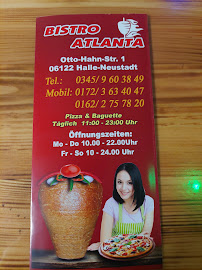 BISTRO
ATLANTA
Otto-Hahn-Str. 1
06122 Halle-Neustadt
Tel.: 0345/ 9 60 38 49
Mobil: 0172/ 3 63 40 47
0162/ 2 75 78 20
Pizza & Baguette
Täglich 11:00 - 23:00 Uhr
Öffnungszeiten:
Mo - Do 10.00 - 22.00Uhr
Fr - So 10 - 24.00 Uhr